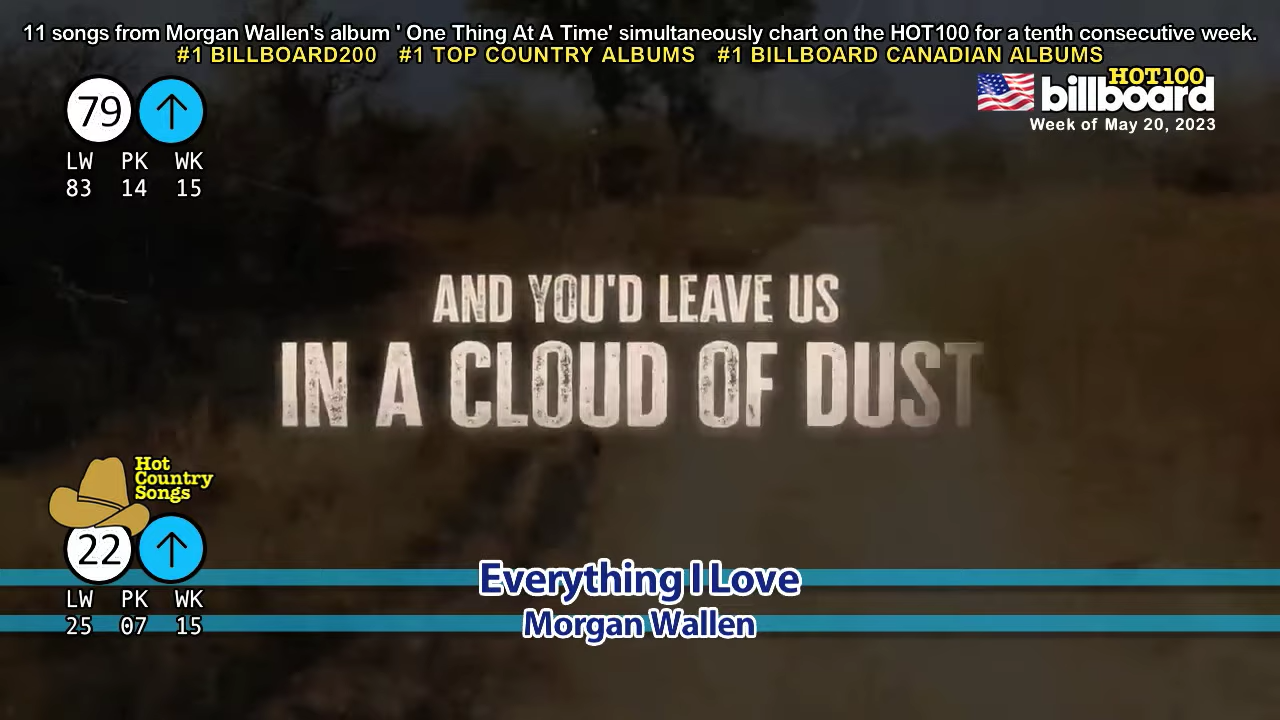 11 songs from Morgan Wallen's album ' One Thing At A Time' simultaneously chart on the HOT100 for a tenth consecutive week.
#1 BILLBOARD200 #1 TOP COUNTRY ALBUMS #1 BILLBOARD CANADIAN ALBUMS
79
LW PK WK
83 14 15
HOT100
billboard
Week of May 20, 2023
AND YOU'D LEAVE US
IN A CLOUD OF DUST
Hot
Country
Songs
22
LW PK WK
25 07 15
Everything I Love
Morgan Wallen